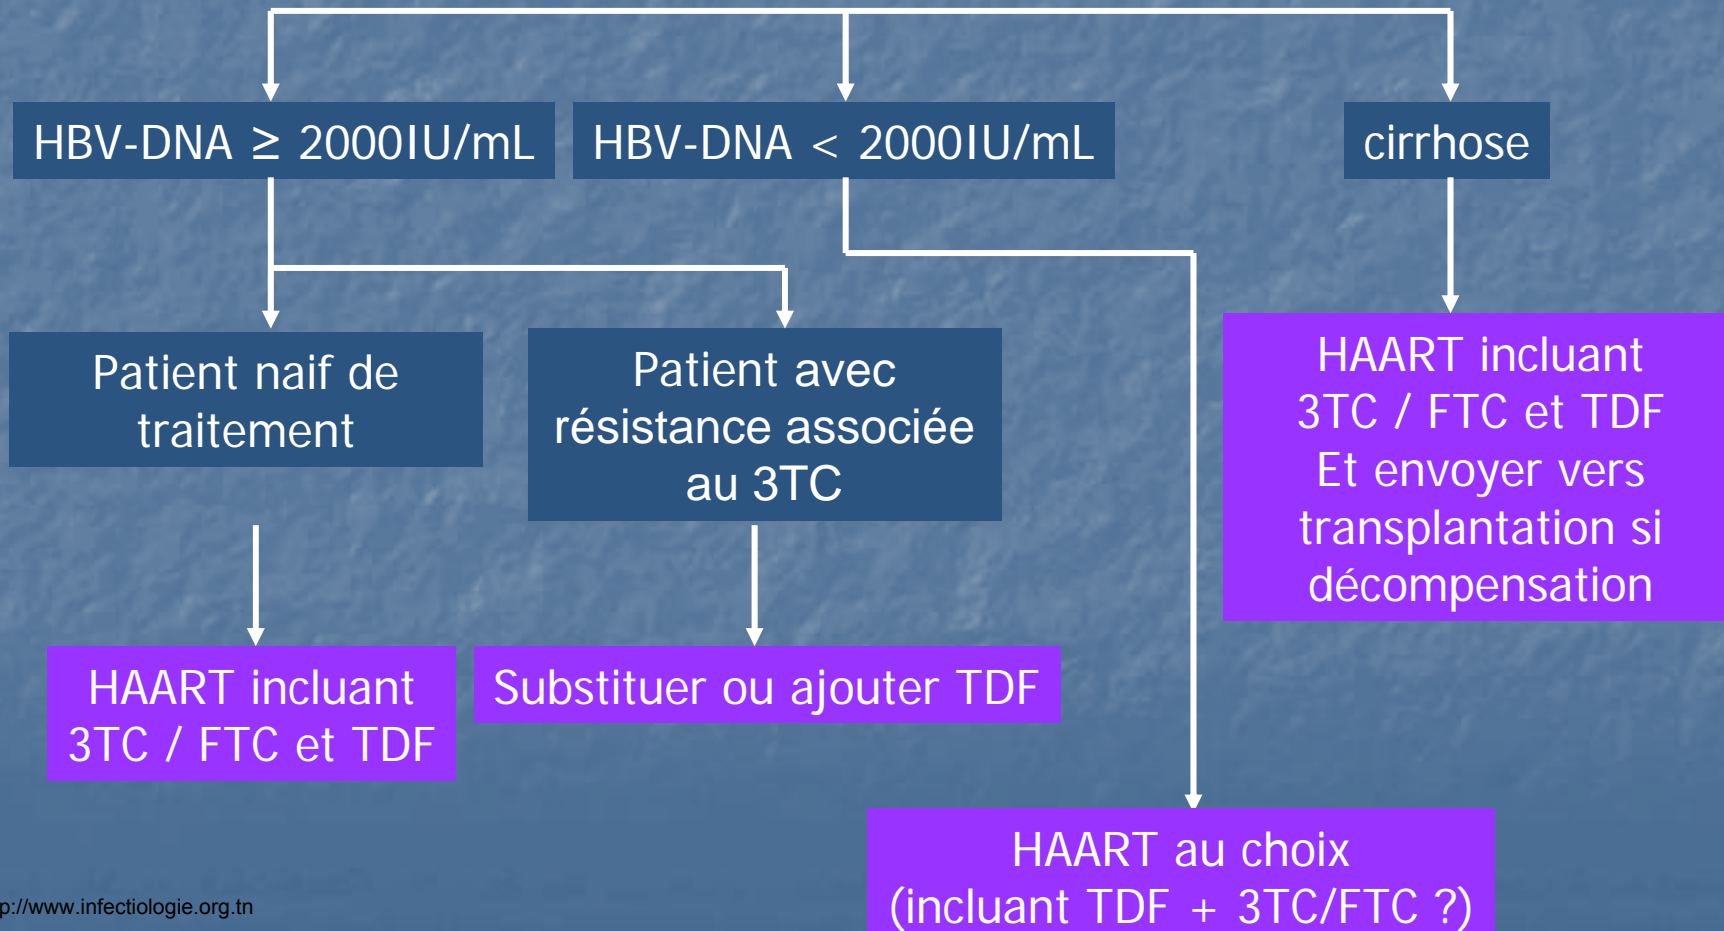 HBV-DNA ≥ 2000IU/mL
HBV-DNA < 2000IU/mL
cirrhose
Patient naif de
traitement
Patient avec
résistance associée
au 3TC
HAART incluant
3TC / FTC et TDF
Et envoyer vers
transplantation si
décompensation
HAART incluant
3TC / FTC et TDF
Substituer ou ajouter TDF
HAART au choix
(incluant TDF + 3TC/FTC ?)
p://www.infectiologie.org.tn